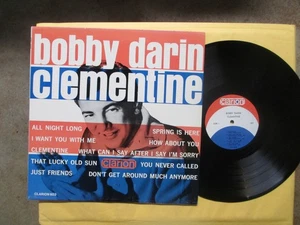 bobby darin
clementine
ALL NIGHT LONG
SPRING IS HERE
I WANT YOU WITH ME
HOW ABOUT YOU
CLEMENTINE
WHAT CAN I SAY AFTER I SAY I'M SORRY
THAT LUCKY OLD SUN
clarion
YOU NEVER CALLED
JUST FRIENDS
DON'T GET AROUND MUCH ANYMORE
clarion